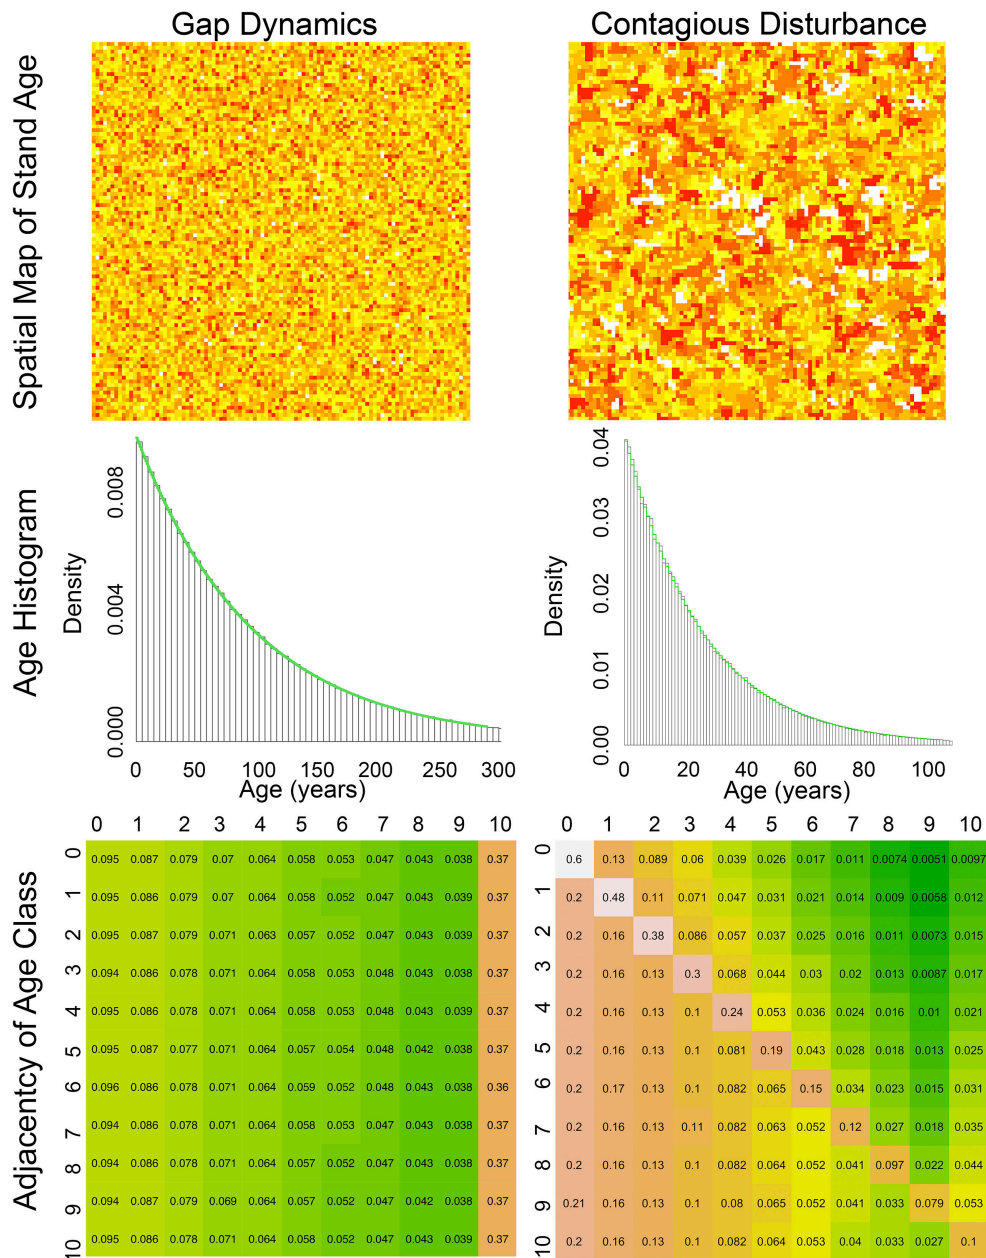 Gap Dynamics
Contagious Disturbance
Spatial Map of Stand Age
Age Histogram
Density
0.000 0.004 0.008
0 50 100 150 200 250 300
Age (years)
Density
0.00 0.01 0.02 0.03 0.04
0 20 40 60 80 100
Age (years)
Adjacentcy of Age Class
0 1 2 3 4 5 6 7 8 9 10
0 0.095 0.087 0.079 0.07 0.064 0.058 0.053 0.047 0.043 0.038 0.37
1 0.095 0.087 0.079 0.07 0.064 0.058 0.052 0.048 0.043 0.038 0.37
2 0.095 0.087 0.079 0.071 0.063 0.057 0.052 0.047 0.043 0.039 0.37
3 0.094 0.086 0.078 0.071 0.064 0.058 0.053 0.048 0.043 0.038 0.37
4 0.095 0.086 0.078 0.071 0.064 0.058 0.053 0.048 0.043 0.039 0.37
5 0.095 0.087 0.077 0.071 0.064 0.057 0.054 0.048 0.042 0.038 0.37
6 0.096 0.086 0.078 0.071 0.064 0.059 0.052 0.048 0.043 0.038 0.36
7 0.094 0.086 0.078 0.071 0.064 0.058 0.053 0.047 0.043 0.038 0.37
8 0.094 0.086 0.078 0.071 0.064 0.057 0.052 0.047 0.043 0.038 0.37
9 0.094 0.087 0.079 0.069 0.064 0.057 0.052 0.047 0.042 0.038 0.37
10 0.095 0.086 0.078 0.071 0.064 0.058 0.052 0.048 0.043 0.039 0.37
0 1 2 3 4 5 6 7 8 9 10
0 0.6 0.13 0.089 0.06 0.039 0.026 0.017 0.011 0.0074 0.0051 0.0097
1 0.2 0.48 0.11 0.071 0.047 0.031 0.021 0.014 0.009 0.0058 0.012
2 0.2 0.16 0.38 0.086 0.057 0.037 0.025 0.016 0.011 0.0073 0.015
3 0.2 0.16 0.13 0.3 0.068 0.044 0.03 0.02 0.013 0.0087 0.017
4 0.2 0.16 0.13 0.1 0.24 0.053 0.036 0.024 0.016 0.01 0.021
5 0.2 0.16 0.13 0.1 0.081 0.19 0.043 0.028 0.018 0.013 0.025
6 0.2 0.17 0.13 0.1 0.082 0.065 0.15 0.034 0.023 0.015 0.031
7 0.2 0.16 0.13 0.11 0.082 0.063 0.052 0.12 0.027 0.018 0.035
8 0.2 0.16 0.13 0.1 0.082 0.064 0.052 0.041 0.097 0.022 0.044
9 0.21 0.16 0.13 0.1 0.08 0.065 0.052 0.041 0.033 0.079 0.053
10 0.2 0.16 0.13 0.1 0.082 0.064 0.053 0.04 0.033 0.027 0.1